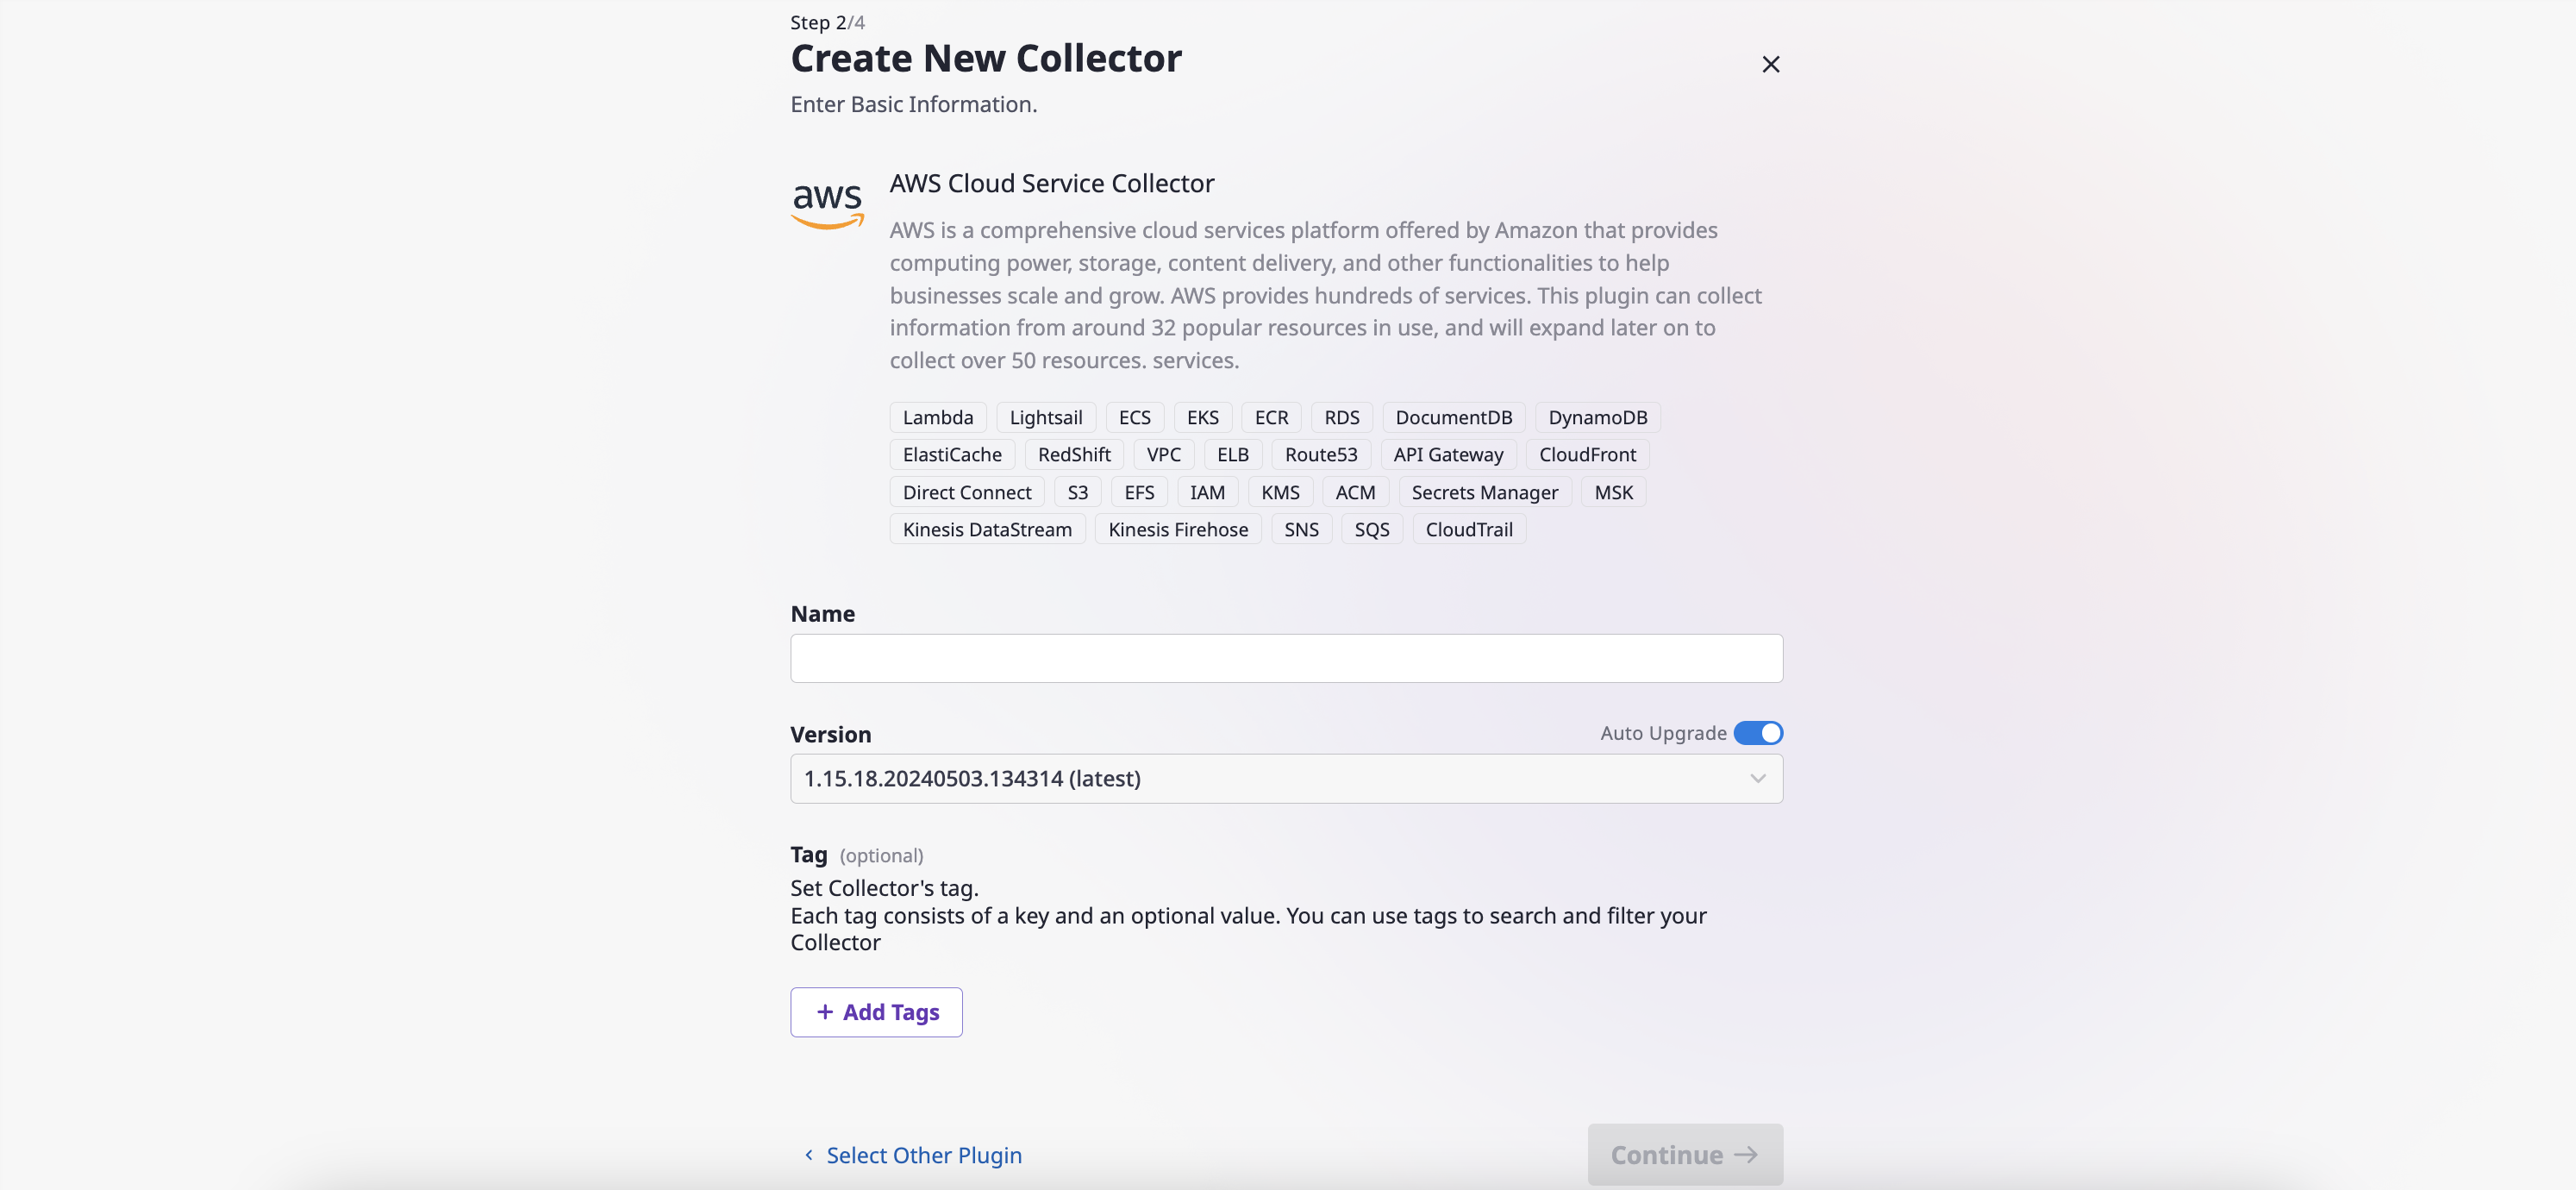 Step 2/4
Create New Collector
Enter Basic Information.
aws
AWS Cloud Service Collector
AWS is a comprehensive cloud services platform offered by Amazon that provides
computing power, storage, content delivery, and other functionalities to help
businesses scale and grow. AWS provides hundreds of services. This plugin can collect
information from around 32 popular resources in use, and will expand later on to
collect over 50 resources. services.
Lambda Lightsail ECS EKS ECR RDS DocumentDB DynamoDB
ElastiCache RedShift VPC ELB Route53 API Gateway CloudFront
Direct Connect S3 EFS IAM KMS ACM Secrets Manager MSK
Kinesis DataStream Kinesis Firehose SNS SQS CloudTrail
Name
Version Auto Upgrade
1.15.18.20240503.134314 (latest)
Tag (optional)
Set Collector's tag.
Each tag consists of a key and an optional value. You can use tags to search and filter your
Collector
+ Add Tags
Select Other Plugin Continue